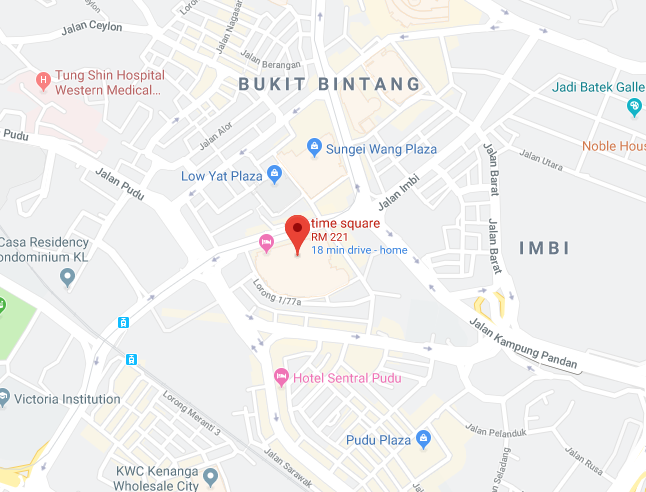 Jalan Ceylon
Jalan Nagasari
Jalan Berangan
Tung Shin Hospital
Western Medical...
BUKIT BINTANG
Jadi Batek Galle
Jalan Alor
Pudu
Sungei Wang Plaza
Noble Hous
Jalan Utara
Jalan Barat
Jalan Pudu
Low Yat Plaza
Jalan Imbi
time square
RM 221
18 min drive - home
Jalan Barat
IMBI
Casa Residency
ondominium KL
Lorong 1/77a
Jalan Kampung Pandan
Hotel Sentral Pudu
Victoria Institution
Lorong Meranti 3
Pudu Plaza
Jalan Pelanduk
Jalan Sarawak
Jalan Seladang
Jalan Rusa
KWC Kenanga
Wholesale City